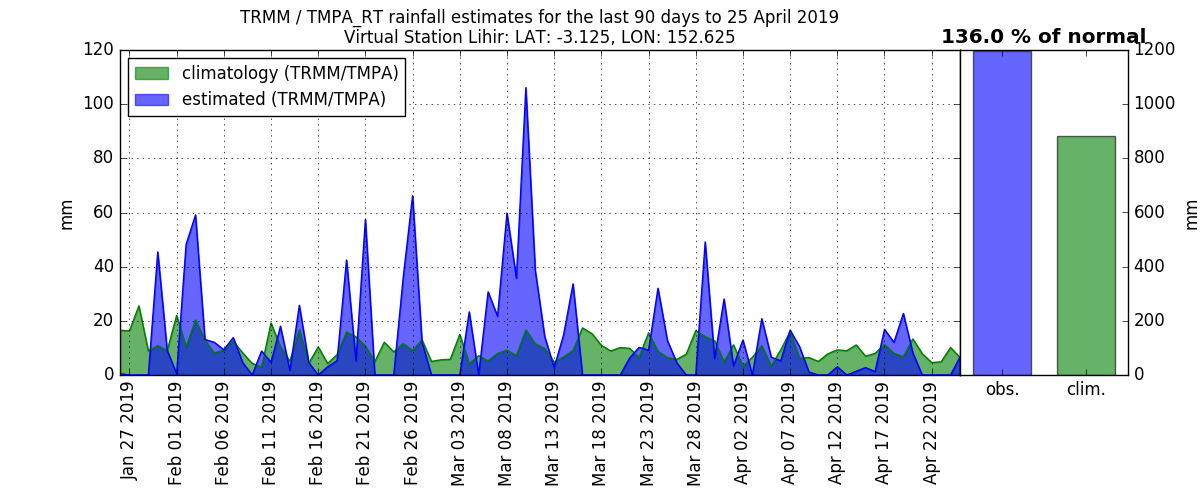 TRMM / TMPA_RT rainfall estimates for the last 90 days to 25 April 2019
Virtual Station Lihir: LAT: -3.125, LON: 152.625
136.0 % of normal
climatology (TRMM/TMPA)
estimated (TRMM/TMPA)
120
100
80
60
40
20
0
mm
1200
1000
800
600
400
200
0
mm
Jan 27 2019
Feb 01 2019
Feb 06 2019
Feb 11 2019
Feb 16 2019
Feb 21 2019
Feb 26 2019
Mar 03 2019
Mar 08 2019
Mar 13 2019
Mar 18 2019
Mar 23 2019
Mar 28 2019
Apr 02 2019
Apr 07 2019
Apr 12 2019
Apr 17 2019
Apr 22 2019
obs.
clim.